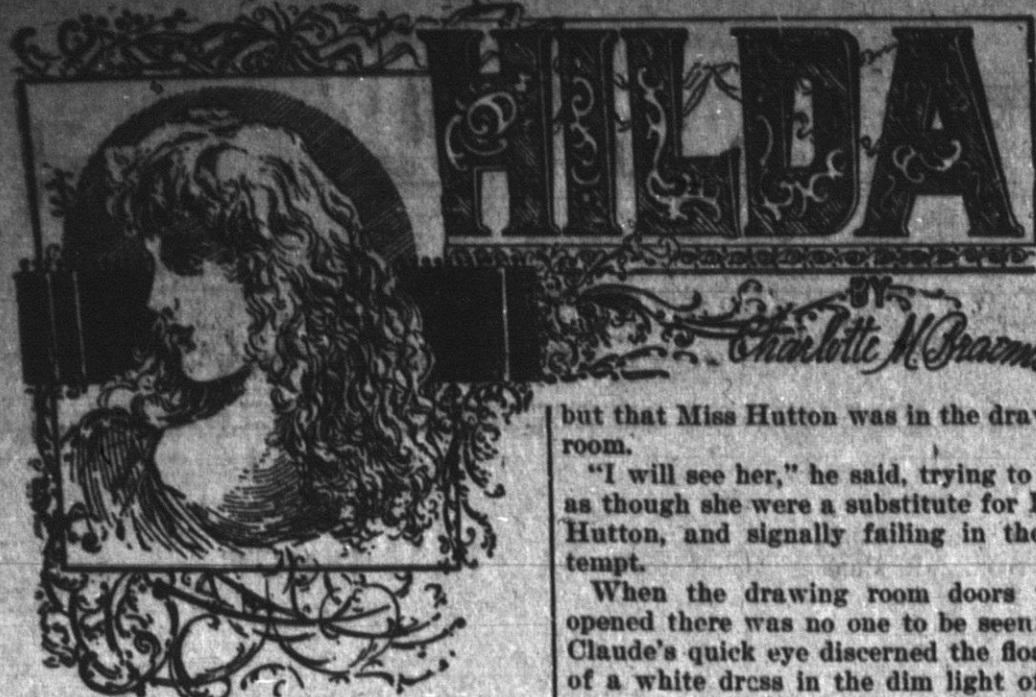 HILDA
BY
Charlotte M. Braem
but that Miss Hutton was in the dra
room.
"I will see her," he said, trying to
as though she were a substitute for
Hutton, and signally failing in the
tempt.
When the drawing room doors
opened there was no one to be seen
Claude's quick eye discerned the floo
of a white dress in the dim light o